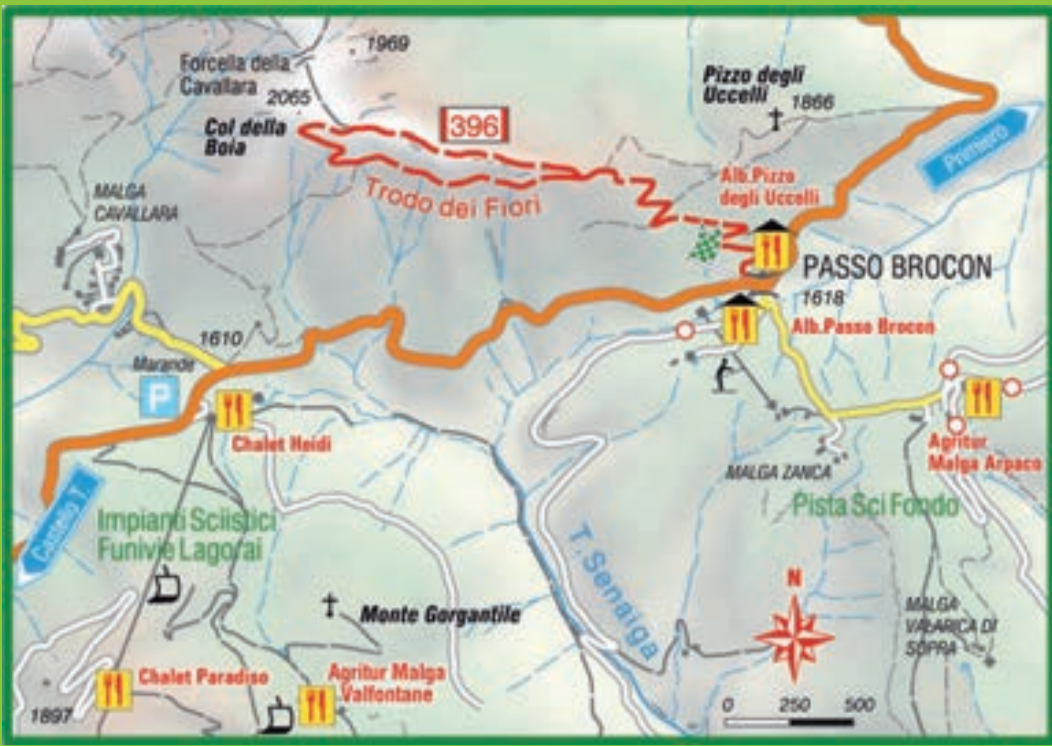 1969
Forcella della
Cavallara
2065
Col della
Boia
396
Trodo dei Fiori
Pizzo degli
Uccelli
1866
Primiero
Alb.Pizzo
degli Uccelli
MALGA
CAVALLARA
PASSO BROCON
1618
Alb.Passo Brocon
1610
Marande
P
Chalet Heidi
MALGA ZANCA
Agritur
Malga Arpaco
Pista Sci Fondo
Castello T.
Impianti Sciistici
Funivie Lagorai
T. Senaiga
Monte Gorgantile
N
MALGA
VALARICA DI
SOPRA
Chalet Paradiso
Agritur Malga
Valfontane
1897
0 250 500